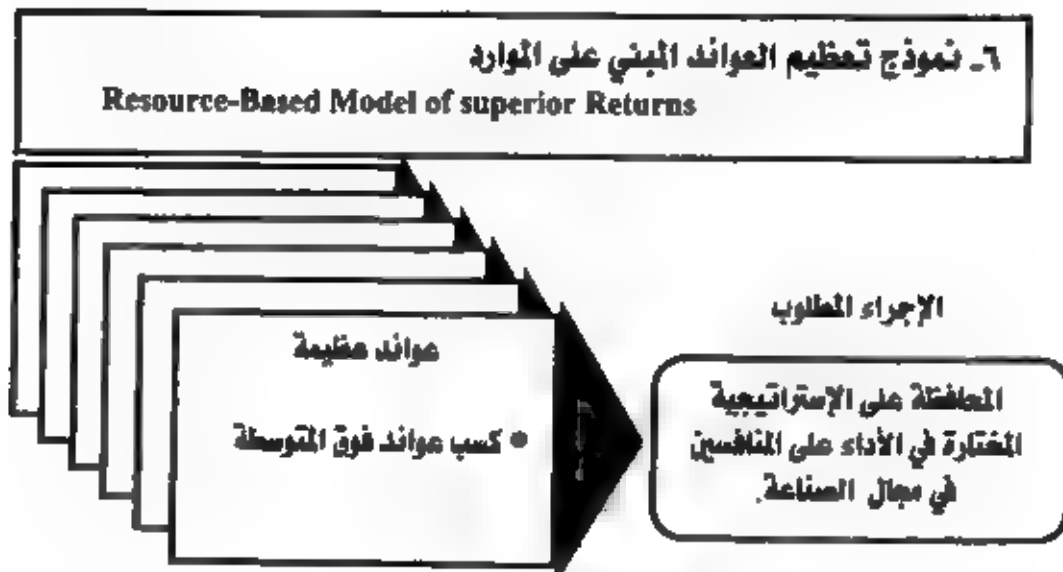 ٦ـ نموذج تعظيم العوائد المبني على الموارد
Resource-Based Model of superior Returns
عوائد عظيمة
• كسب عوائد فوق المتوسطة
الإجراء المطلوب
المحافظة على الإستراتيجية
المختارة في الأداء على المنافسين
في مجال الصناعة.